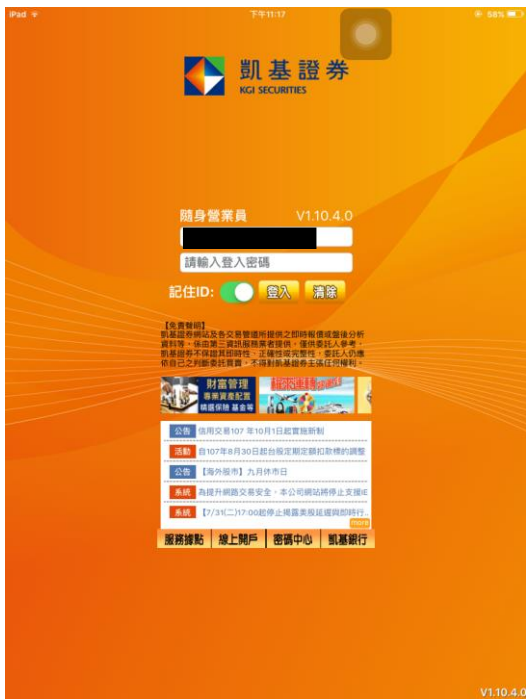 iPad 下午11:17 58%
凱基證券
KGI SECURITIES
隨身營業員 V1.10.4.0
請輸入登入密碼
記住ID: 登入 清除
【免責聲明】
凱基證券網站及各交易管道所提供之即時報價或盤後分析
資料等，係由第三資訊服務業者提供，僅供委託人參考，
凱基證券不保證其即時性、正確性或完整性，委託人仍應
依自己之判斷委託買賣，不得對凱基證券主張任何權利。
財富管理
專業資產配置
精選保險 基金等
公告 信用交易107 年10月1日起實施新制
活動 自107年8月30日起台股定期定額扣款標的調整
公告 【海外股市】九月休市日
系統 為提升網路交易安全，本公司網站將停止支援IE
系統 【7/31(二)17:00起停止揭露美股延遲與即時行..
more
服務據點 線上開戶 密碼中心 凱基銀行
V1.10.4.0